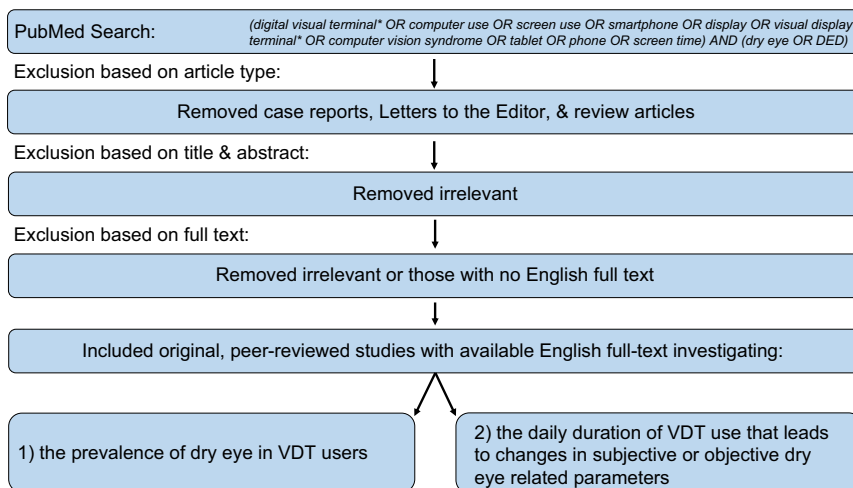 PubMed Search: (digital visual terminal* OR computer use OR screen use OR smartphone OR display OR visual display
terminal* OR computer vision syndrome OR tablet OR phone OR screen time) AND (dry eye OR DED)
Exclusion based on article type:
Removed case reports, Letters to the Editor, & review articles
Exclusion based on title & abstract:
Removed irrelevant
Exclusion based on full text:
Removed irrelevant or those with no English full text
Included original, peer-reviewed studies with available English full-text investigating:
1) the prevalence of dry eye in VDT users
2) the daily duration of VDT use that leads
to changes in subjective or objective dry
eye related parameters